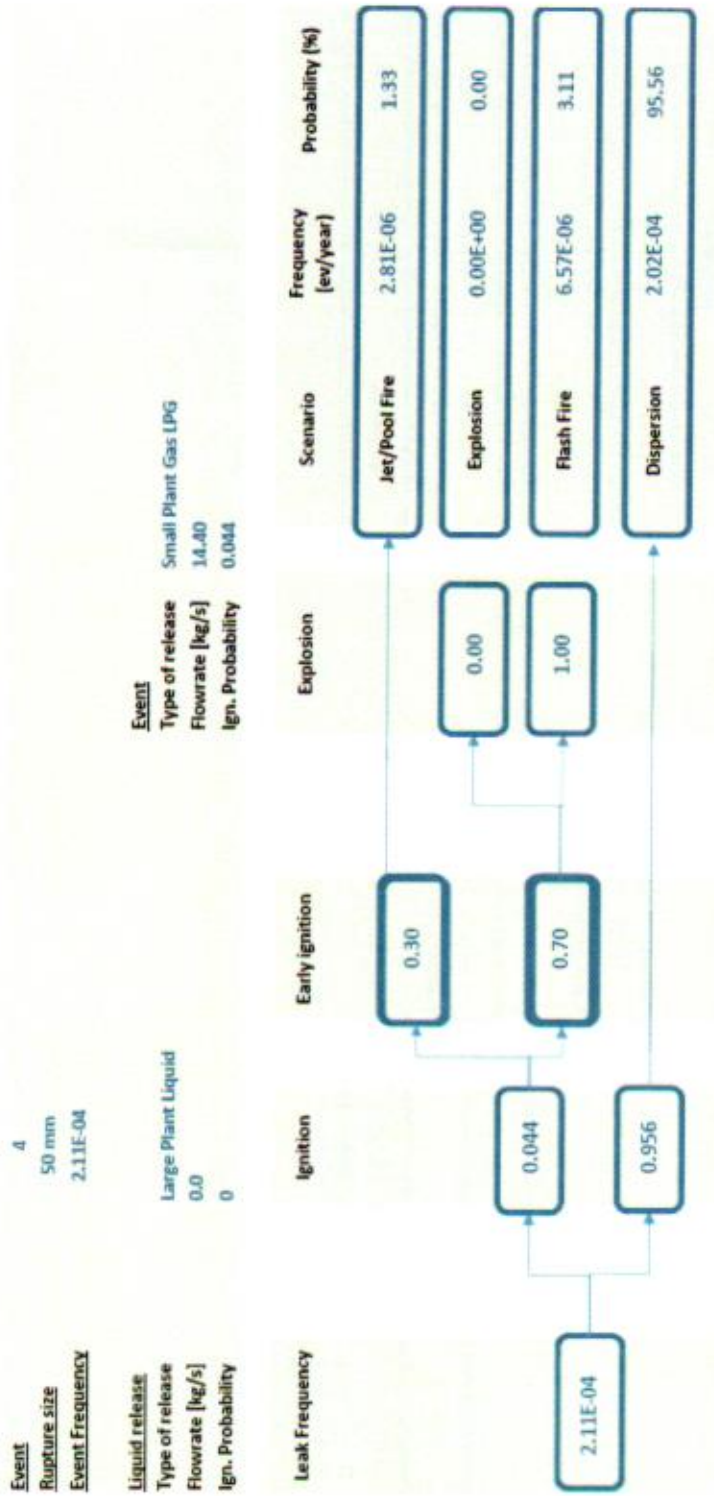 Event 4
Rupture size 50 mm
Event Frequency 2.11E-04
Liquid release Event
Type of release Large Plant Liquid Type of release Small Plant Gas LPG
Flowrate [kg/s] 0.0 Flowrate [kg/s] 14.40
Ign. Probability 0 Ign. Probability 0.044
Leak Frequency Ignition Early ignition Explosion Scenario Frequency (ev/year) Probability (%)
0.30 Jet/Pool Fire 2.81E-06 1.33
0.044 0.00 Explosion 0.00E+00 0.00
2.11E-04 0.70 1.00 Flash Fire 6.57E-06 3.11
0.956 Dispersion 2.02E-04 95.56